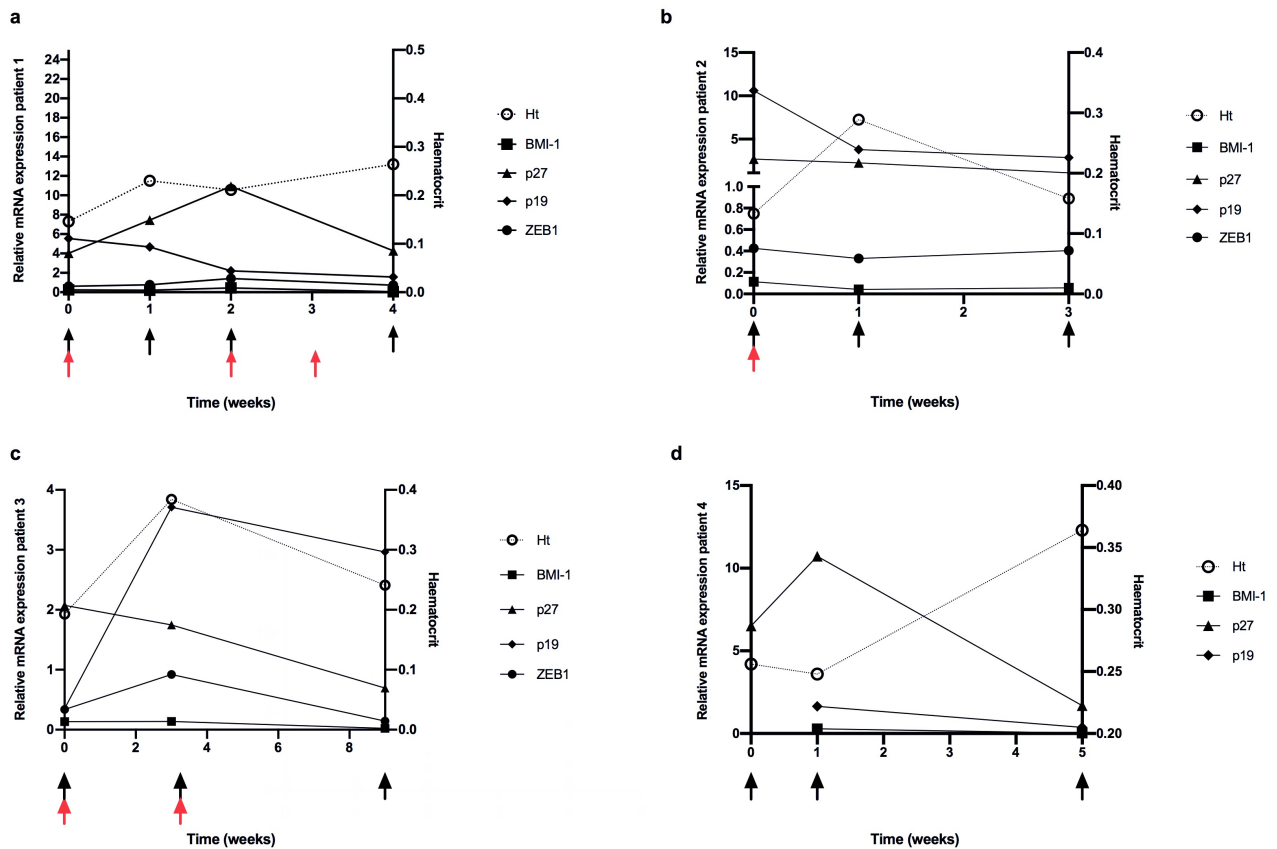 a
Relative mRNA expression patient 1
24
22
20
18
16
14
12
10
8
6
4
2
0
0.5
0.4
0.3
0.2
0.1
0.0
Haematocrit
0 1 2 3 4
Time (weeks)
Ht
BMI-1
p27
p19
ZEB1
b
Relative mRNA expression patient 2
15
10
5
1.0
0.8
0.6
0.4
0.2
0.0
0.4
0.3
0.2
0.1
0.0
Haematocrit
0 1 2 3
Time (weeks)
Ht
BMI-1
p27
p19
ZEB1
c
Relative mRNA expression patient 3
4
3
2
1
0
0.4
0.3
0.2
0.1
0.0
Haematocrit
0 2 4 6 8
Time (weeks)
Ht
BMI-1
p27
p19
ZEB1
d
Relative mRNA expression patient 4
15
10
5
0
0.40
0.35
0.30
0.25
0.20
Haematocrit
0 1 2 3 4 5
Time (weeks)
Ht
BMI-1
p27
p19